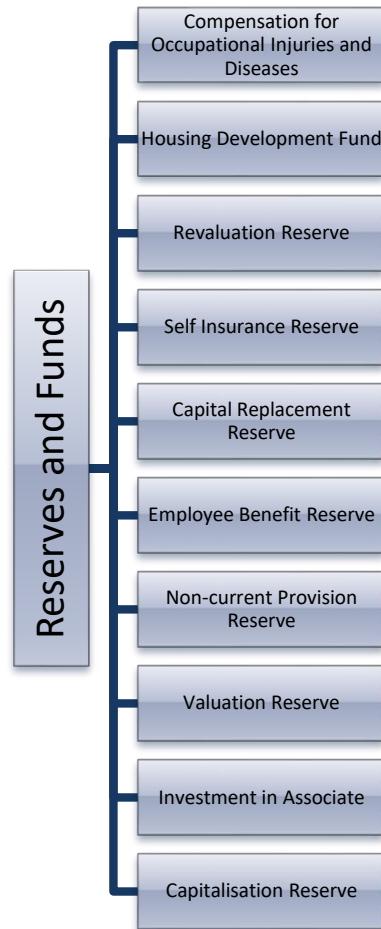 Reserves and Funds
Compensation for
Occupational Injuries and
Diseases
Housing Development Fund
Revaluation Reserve
Self Insurance Reserve
Capital Replacement
Reserve
Employee Benefit Reserve
Non-current Provision
Reserve
Valuation Reserve
Investment in Associate
Capitalisation Reserve